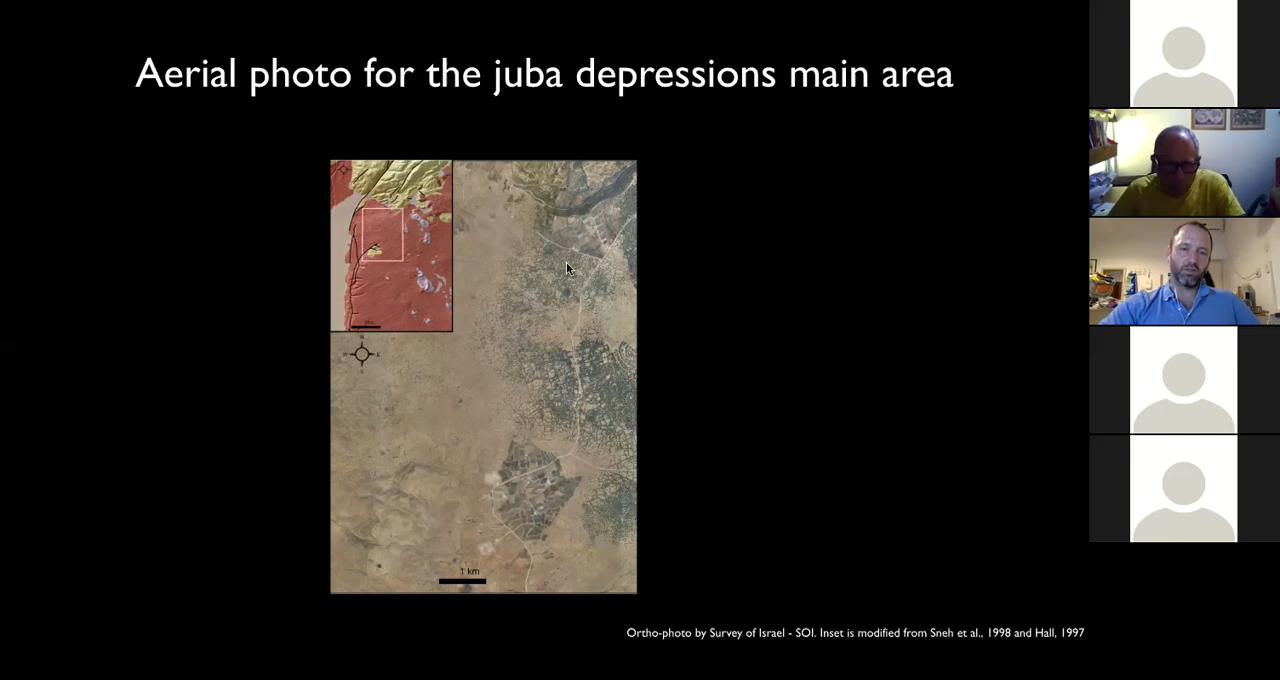 Aerial photo for the juba depressions main area
1 km
Ortho-photo by Survey of Israel - SOI. Inset is modified from Sneh et al., 1998 and Hall, 1997